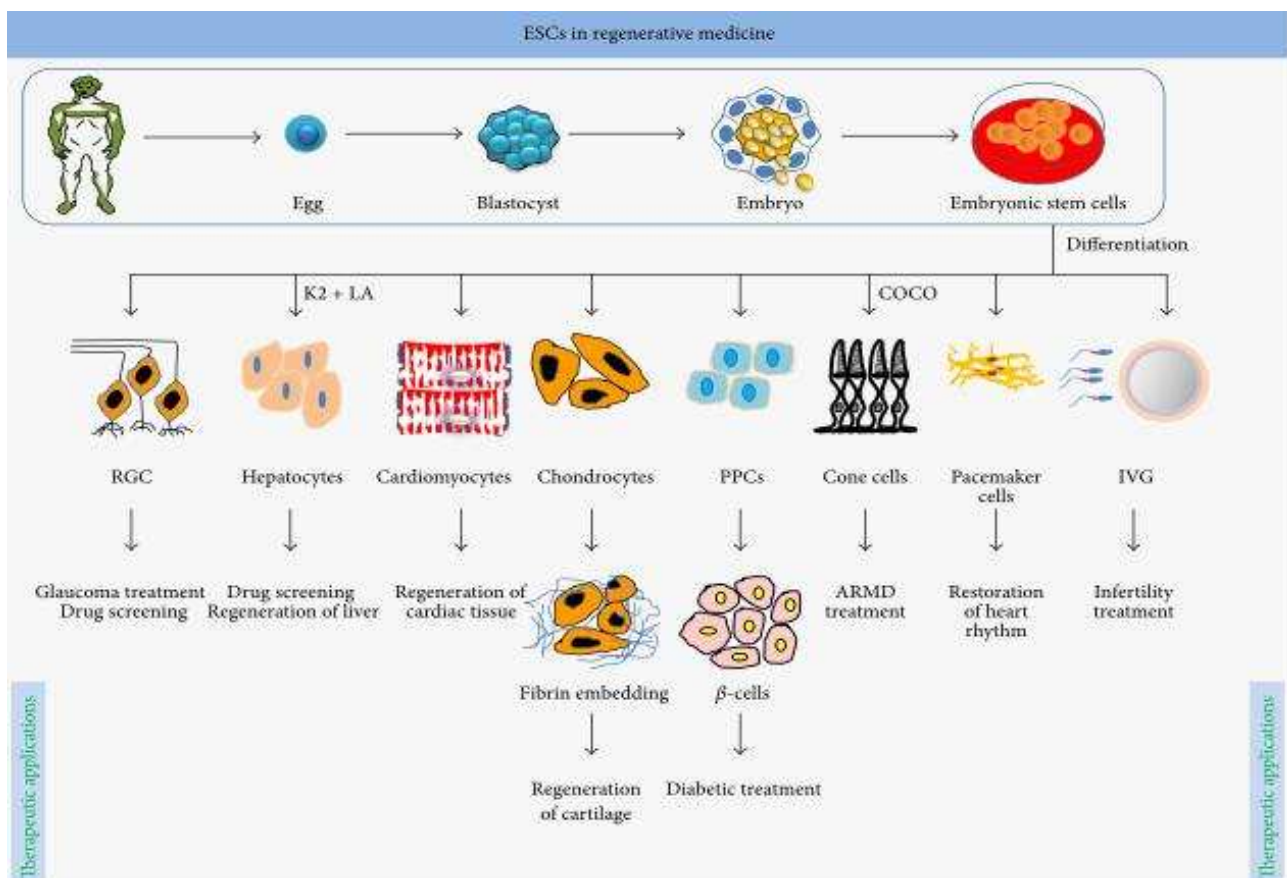 ESCs in regenerative medicine
Egg
Blastocyst
Embryo
Embryonic stem cells
Differentiation
K2 + LA
COCO
RGC
Hepatocytes
Cardiomyocytes
Chondrocytes
PPCs
Cone cells
Pacemaker
cells
IVG
Glaucoma treatment
Drug screening
Drug screening
Regeneration of liver
Regeneration of
cardiac tissue
ARMD
treatment
Restoration
of heart
rhythm
Infertility
treatment
Fibrin embedding
β-cells
Regeneration
of cartilage
Diabetic treatment
Therapeutic applications
Therapeutic applications